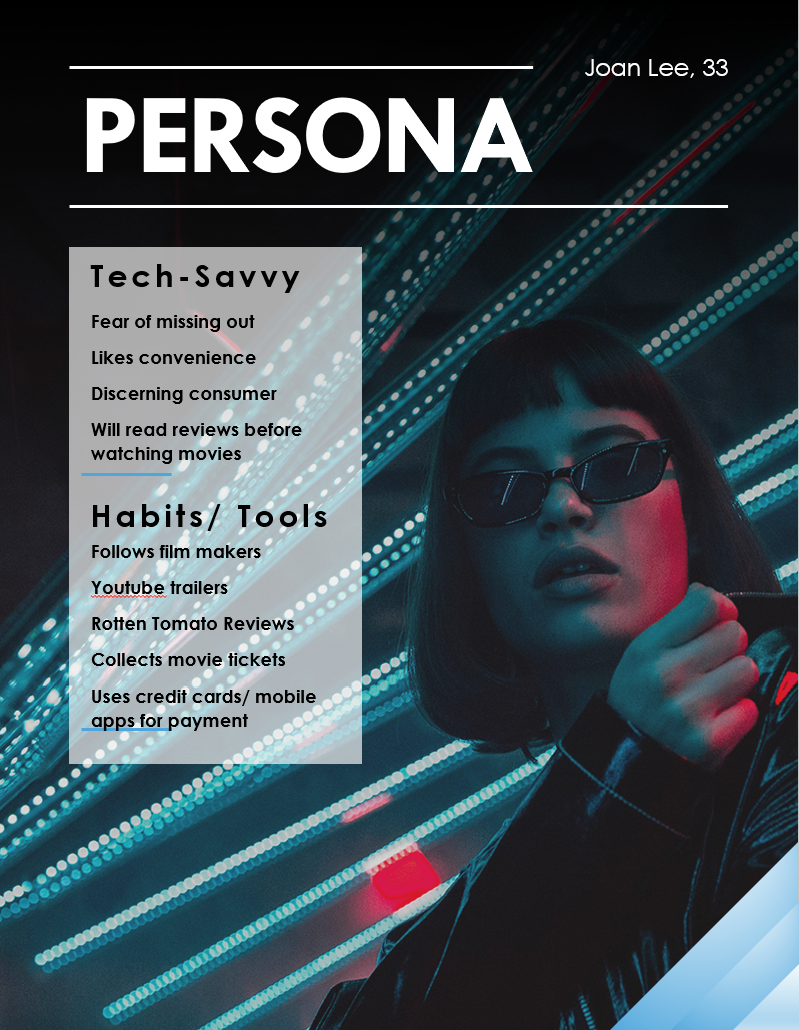 Joan Lee, 33
PERSONA
Tech-Savvy
Fear of missing out
Likes convenience
Discerning consumer
Will read reviews before
watching movies
Habits/ Tools
Follows film makers
Youtube trailers
Rotten Tomato Reviews
Collects movie tickets
Uses credit cards/ mobile
apps for payment